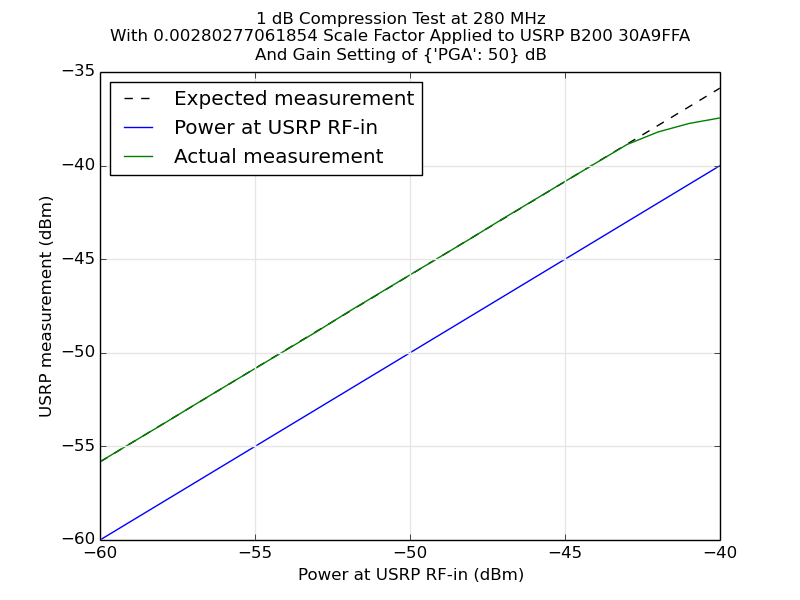 1 dB Compression Test at 280 MHz
With 0.00280277061854 Scale Factor Applied to USRP B200 30A9FFA
And Gain Setting of {'PGA': 50} dB
Expected measurement
Power at USRP RF-in
Actual measurement
USRP measurement (dBm)
−35
−40
−45
−50
−55
−60
−60 −55 −50 −45 −40
Power at USRP RF-in (dBm)